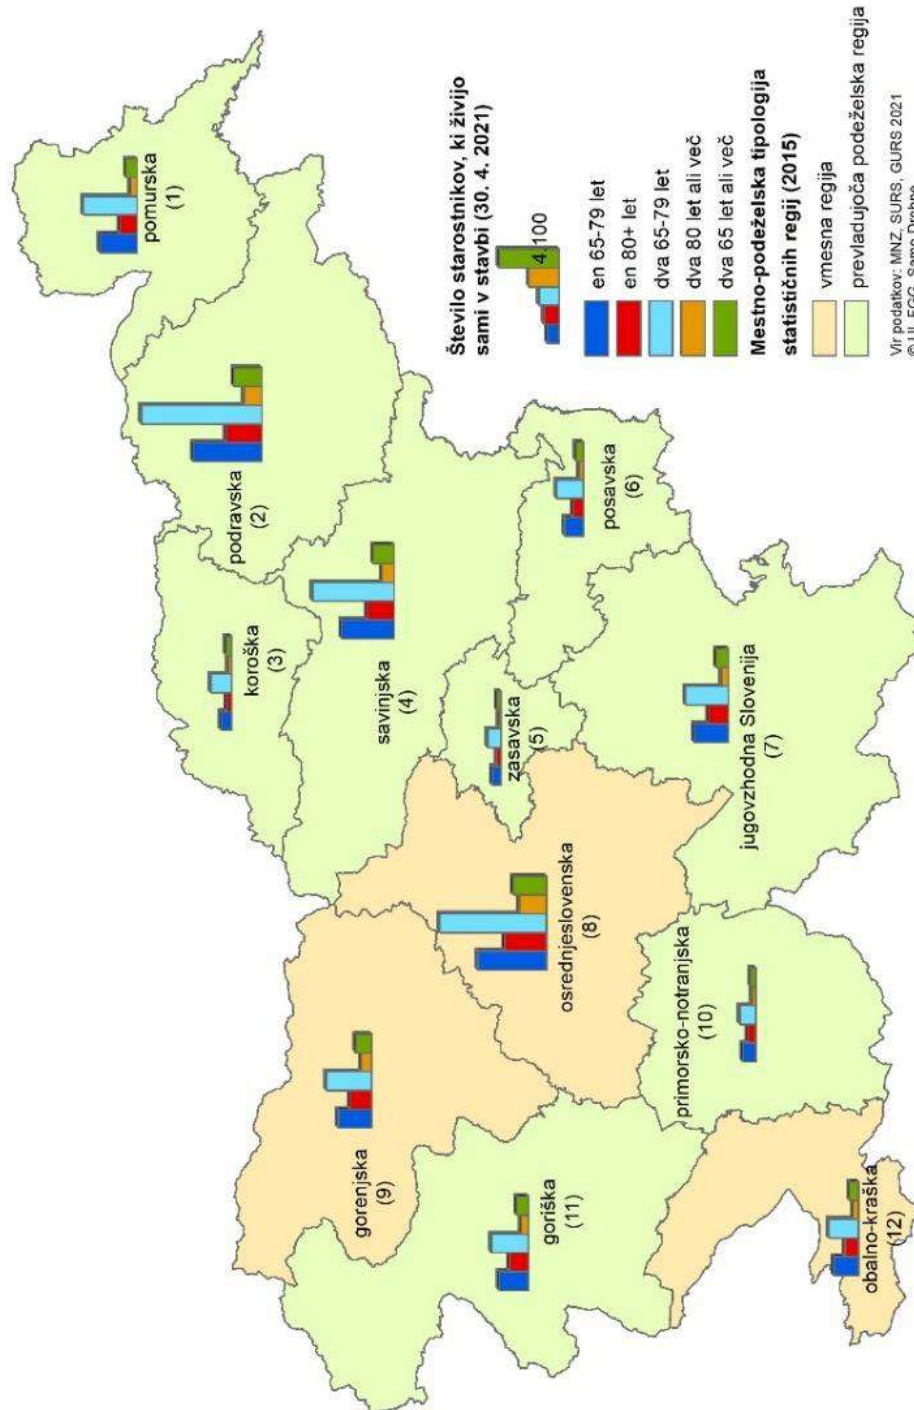 pomurska
(1)
podravska
(2)
koroška
(3)
savinjska
(4)
zasavska
(5)
posavska
(6)
jugovzhodna Slovenija
(7)
osrednjeslovenska
(8)
gorenjska
(9)
primorsko-notranjska
(10)
goriška
(11)
obalno-kraška
(12)
Število starostnikov, ki živijo
sami v stavbi (30. 4. 2021)
4.100
en 65-79 let
en 80+ let
dva 65-79 let
dva 80 let ali več
dva 65 let ali več
Mestno-podeželska tipologija
statističnih regij (2015)
vmesna regija
prevladujoča podeželska regija
Vir podatkov: MNZ, SURS, GURS 2021
© UL FGG, Samo Drobne